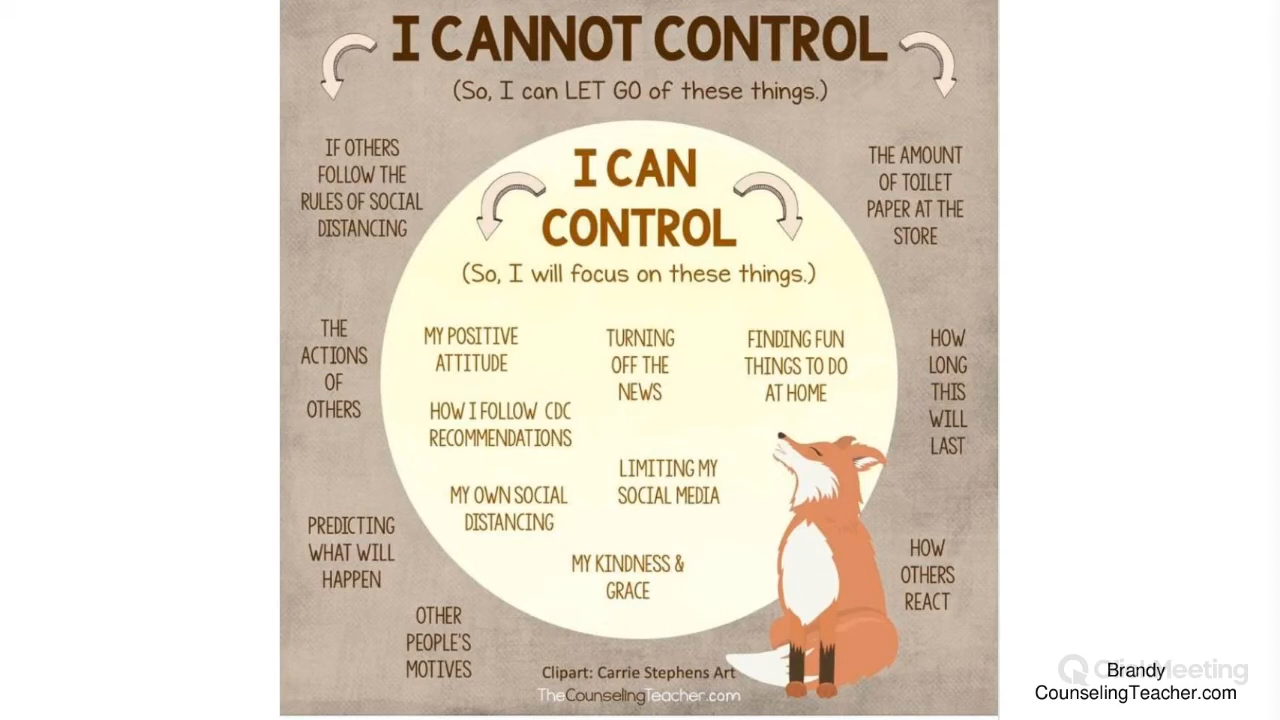 I CANNOT CONTROL
(So, I can LET GO of these things.)
IF OTHERS
FOLLOW THE
RULES OF SOCIAL
DISTANCING
THE AMOUNT
OF TOILET
PAPER AT THE
STORE
I CAN
CONTROL
(So, I will focus on these things.)
THE
ACTIONS
OF
OTHERS
MY POSITIVE
ATTITUDE
TURNING
OFF THE
NEWS
FINDING FUN
THINGS TO DO
AT HOME
HOW
LONG
THIS
WILL
LAST
HOW I FOLLOW CDC
RECOMMENDATIONS
LIMITING MY
SOCIAL MEDIA
MY OWN SOCIAL
DISTANCING
PREDICTING
WHAT WILL
HAPPEN
MY KINDNESS &
GRACE
HOW
OTHERS
REACT
OTHER
PEOPLE'S
MOTIVES
Clipart: Carrie Stephens Art
TheCounselingTeacher.com
ClickMeeting
Brandy
CounselingTeacher.com